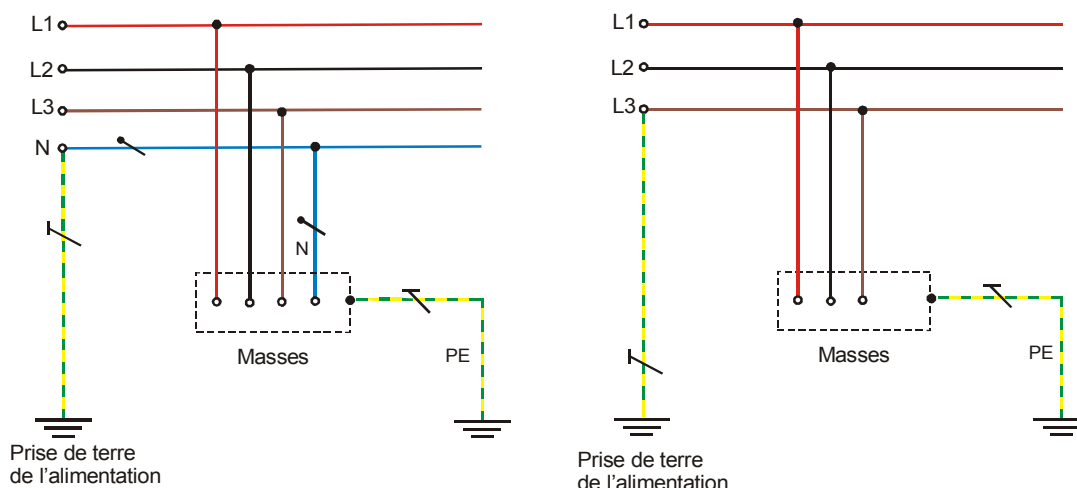 L1
L2
L3
N
N
Masses
PE
Prise de terre
de l'alimentation
L1
L2
L3
Masses
PE
Prise de terre
de l'alimentation